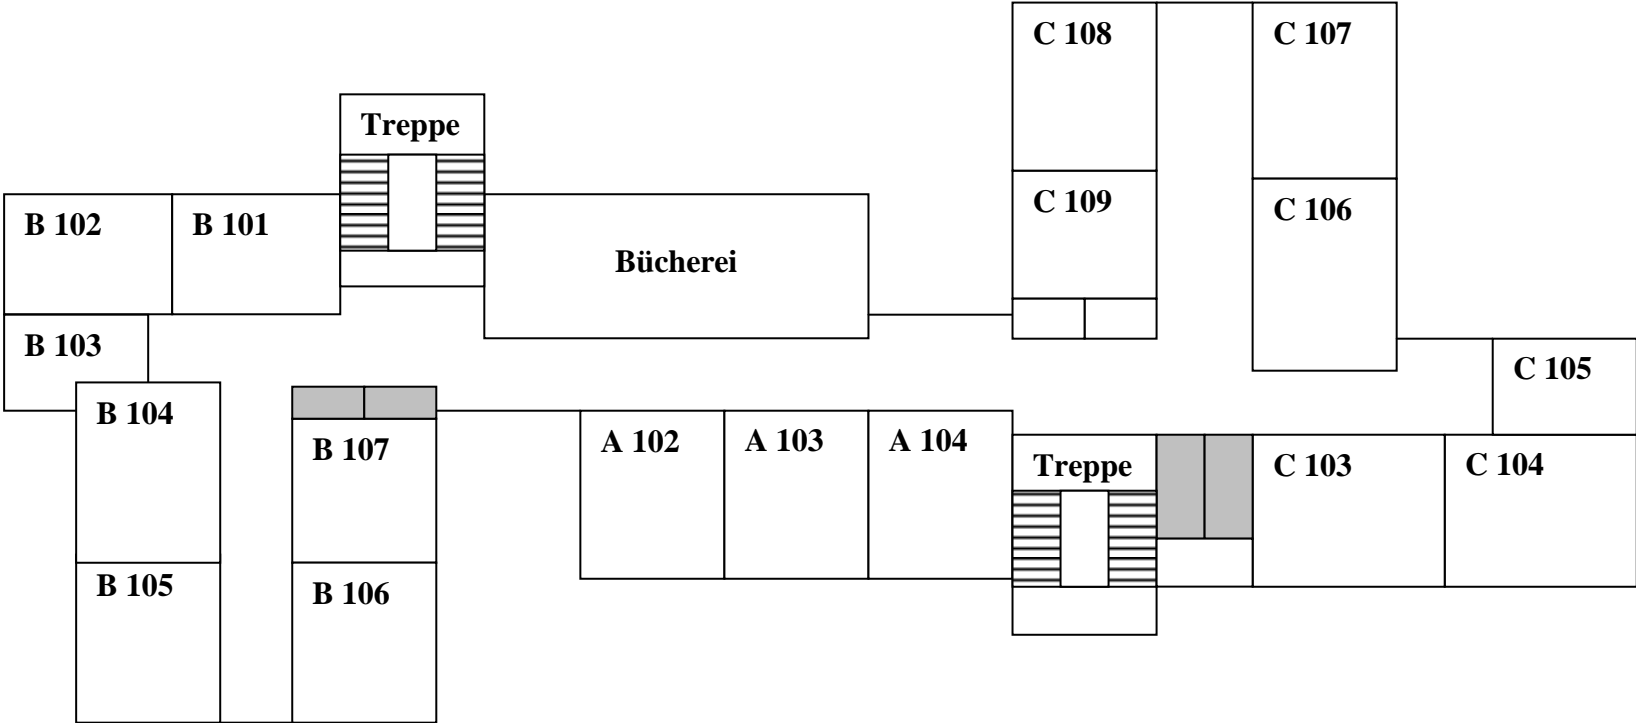 C 108
C 107
Treppe
C 109
C 106
B 102
B 101
Bücherei
B 103
C 105
B 104
B 107
A 102
A 103
A 104
Treppe
C 103
C 104
B 105
B 106